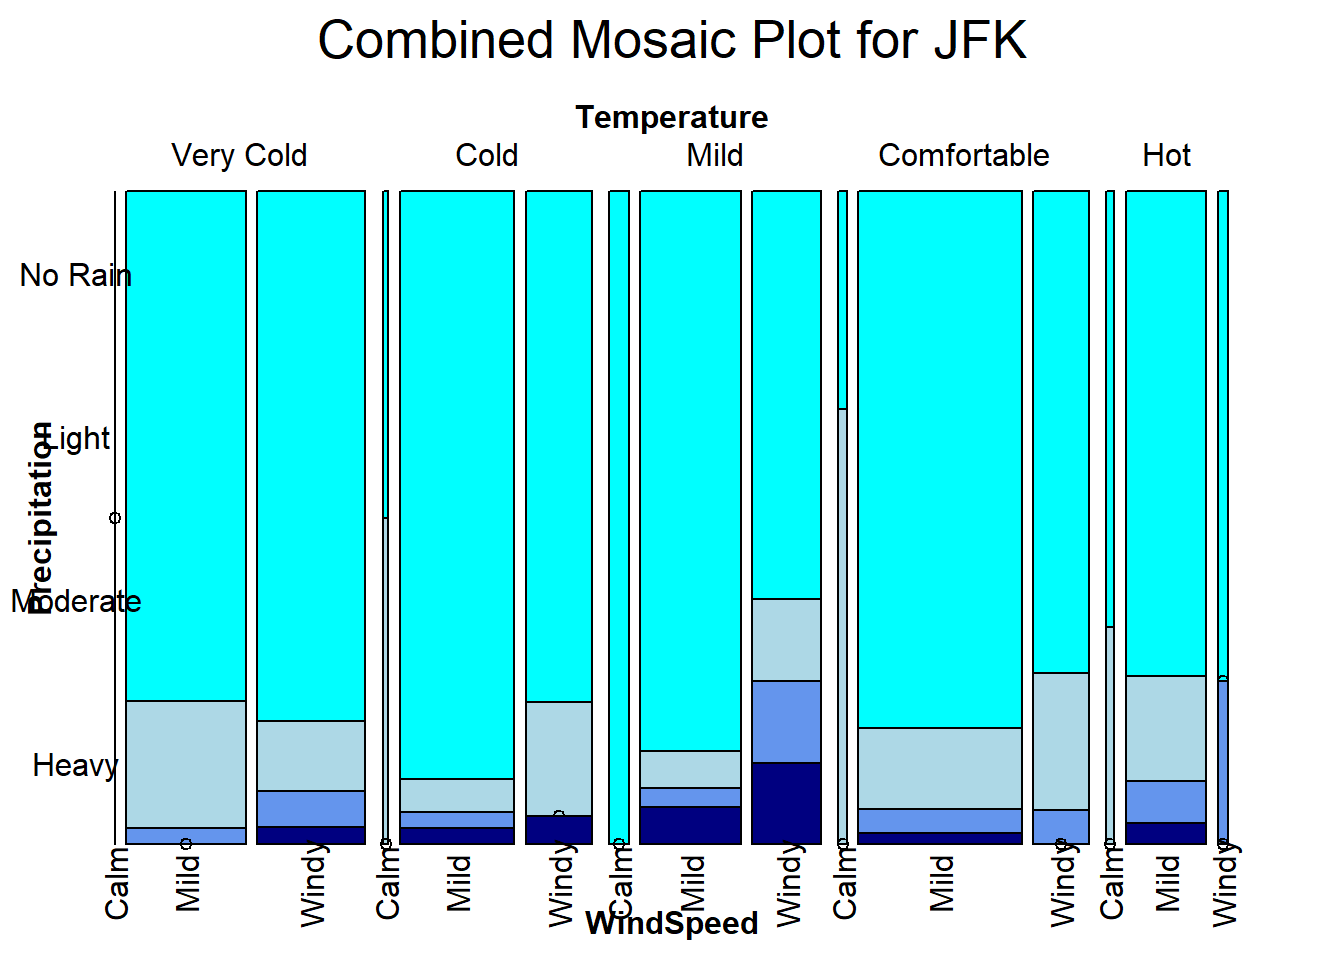 Combined Mosaic Plot for JFK
Temperature
Very Cold Cold Mild Comfortable Hot
No Rain
Light
Moderate
Heavy
Precipitation
Calm Mild Windy Calm Mild Windy Calm Mild Windy Calm Mild Windy Calm Mild Windy
WindSpeed